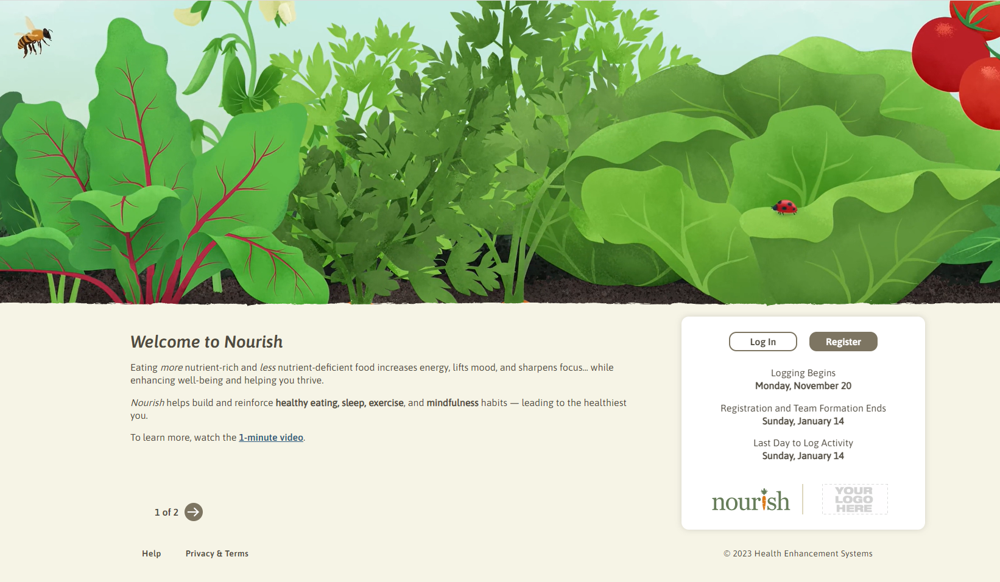 Welcome to Nourish
Eating more nutrient-rich and less nutrient-deficient food increases energy, lifts mood, and sharpens focus... while
enhancing well-being and helping you thrive.
Nourish helps build and reinforce healthy eating, sleep, exercise, and mindfulness habits — leading to the healthiest
you.
To learn more, watch the 1-minute video.
1 of 2
Log In
Register
Logging Begins
Monday, November 20
Registration and Team Formation Ends
Sunday, January 14
Last Day to Log Activity
Sunday, January 14
nourish
YOUR
LOGO
HERE
Help
Privacy & Terms
© 2023 Health Enhancement Systems